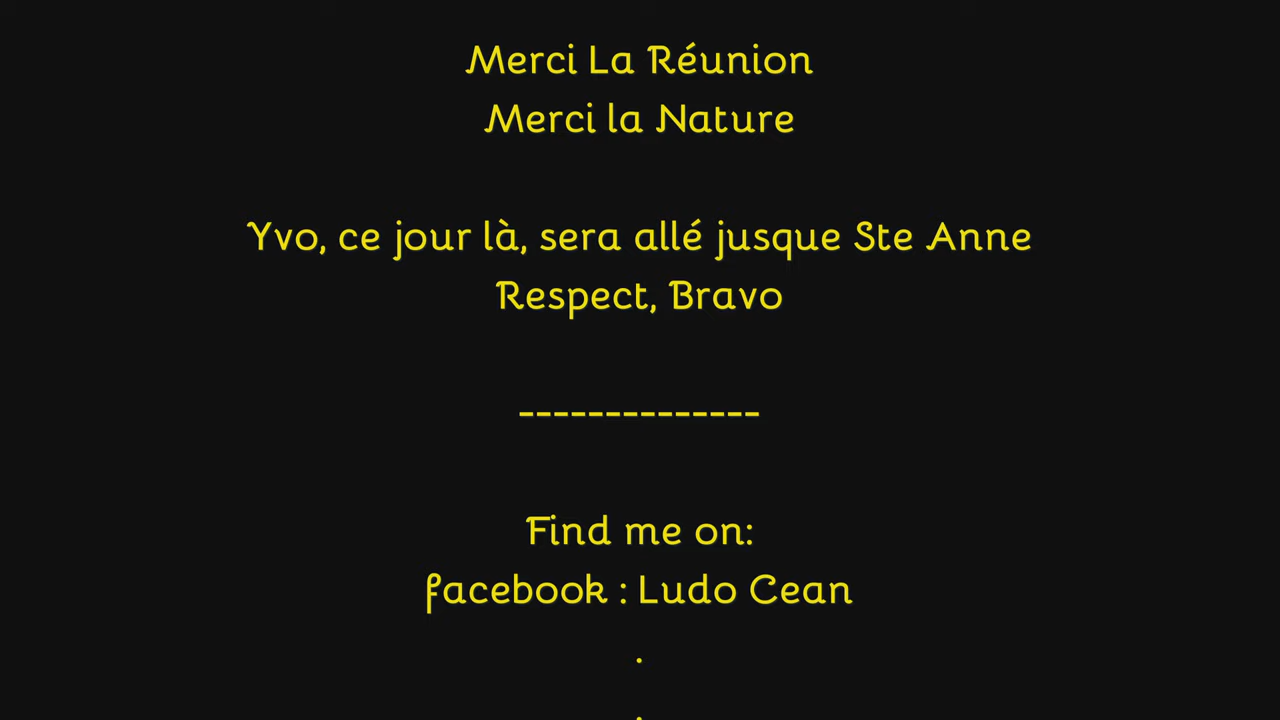 Merci La Réunion
Merci la Nature
Yvo, ce jour là, sera allé jusque Ste Anne
Respect, Bravo
--------------
Find me on:
facebook : Ludo Cean
.
.